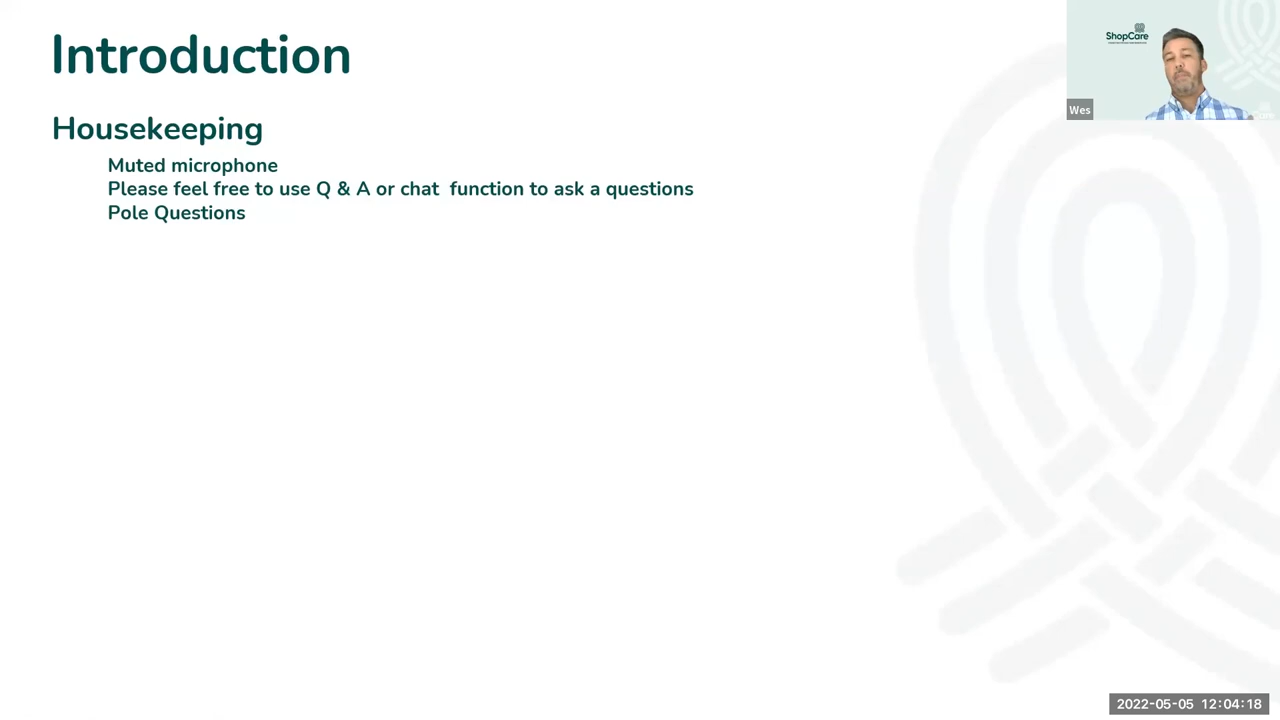 Introduction
ShopCare
Wes
Housekeeping
Muted microphone
Please feel free to use Q & A or chat  function to ask a questions
Pole Questions
2022-05-05 12:04:18